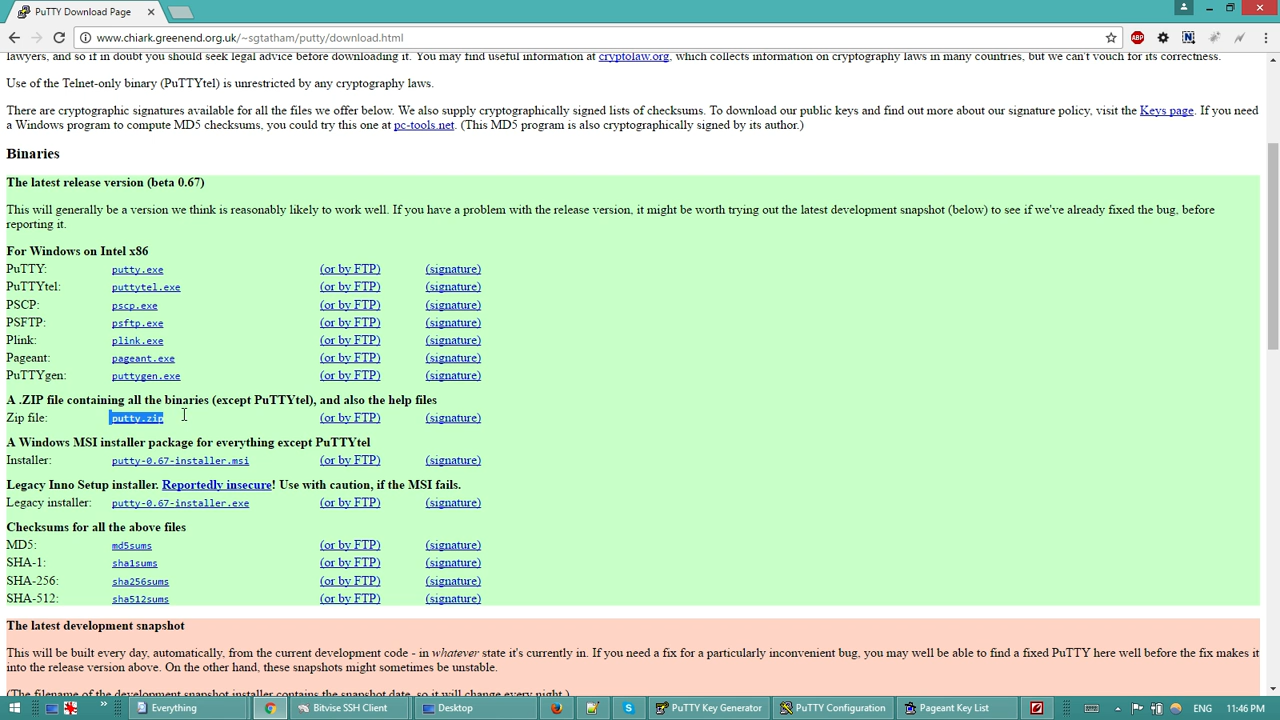 PuTTY Download Page
www.chiark.greenend.org.uk/~sgtatham/putty/download.html
lawyers, and so if in doubt you should seek legal advice before downloading it. You may find useful information at cryptolaw.org, which collects information on cryptography laws in many countries, but we can't vouch for its correctness.
Use of the Telnet-only binary (PuTTYtel) is unrestricted by any cryptography laws.
There are cryptographic signatures available for all the files we offer below. We also supply cryptographically signed lists of checksums. To download our public keys and find out more about our signature policy, visit the Keys page. If you need
a Windows program to compute MD5 checksums, you could try this one at pc-tools.net. (This MD5 program is also cryptographically signed by its author.)
Binaries
The latest release version (beta 0.67)
This will generally be a version we think is reasonably likely to work well. If you have a problem with the release version, it might be worth trying out the latest development snapshot (below) to see if we've already fixed the bug, before
reporting it.
For Windows on Intel x86
PuTTY: putty.exe (or by FTP) (signature)
PuTTYtel: puttytel.exe (or by FTP) (signature)
PSCP: pscp.exe (or by FTP) (signature)
PSFTP: psftp.exe (or by FTP) (signature)
Plink: plink.exe (or by FTP) (signature)
Pageant: pageant.exe (or by FTP) (signature)
PuTTYgen: puttygen.exe (or by FTP) (signature)
A .ZIP file containing all the binaries (except PuTTYtel), and also the help files
Zip file: putty.zip (or by FTP) (signature)
A Windows MSI installer package for everything except PuTTYtel
Installer: putty-0.67-installer.msi (or by FTP) (signature)
Legacy Inno Setup installer. Reportedly insecure! Use with caution, if the MSI fails.
Legacy installer: putty-0.67-installer.exe (or by FTP) (signature)
Checksums for all the above files
MD5: md5sums (or by FTP) (signature)
SHA-1: sha1sums (or by FTP) (signature)
SHA-256: sha256sums (or by FTP) (signature)
SHA-512: sha512sums (or by FTP) (signature)
The latest development snapshot
This will be built every day, automatically, from the current development code - in whatever state it's currently in. If you need a fix for a particularly inconvenient bug, you may well be able to find a fixed PuTTY here well before the fix makes it
into the release version above. On the other hand, these snapshots might sometimes be unstable.
(The filename of the development snapshot installer contains the snapshot date, so it will change every night.)
Everything Bitvise SSH Client Desktop PuTTY Key Generator PuTTY Configuration Pageant Key List ENG 11:46 PM